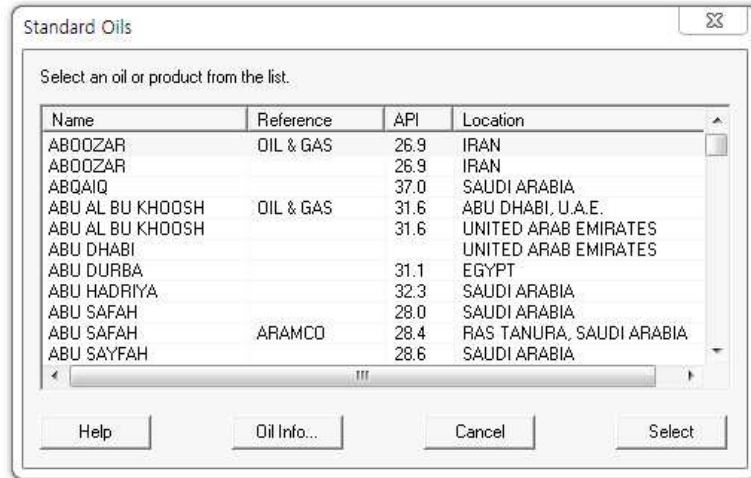 Standard Oils
Select an oil or product from the list.
Name Reference API Location
ABOOZAR OIL & GAS 26.9 IRAN
ABOOZAR 26.9 IRAN
ABQAIQ 37.0 SAUDI ARABIA
ABU AL BU KHOOSH OIL & GAS 31.6 ABU DHABI, U.A.E.
ABU AL BU KHOOSH 31.6 UNITED ARAB EMIRATES
ABU DHABI UNITED ARAB EMIRATES
ABU DURBA 31.1 EGYPT
ABU HADRIYA 32.3 SAUDI ARABIA
ABU SAFAH 28.0 SAUDI ARABIA
ABU SAFAH ARAMCO 28.4 RAS TANURA, SAUDI ARABIA
ABU SAYFAH 28.6 SAUDI ARABIA
Help Oil Info... Cancel Select